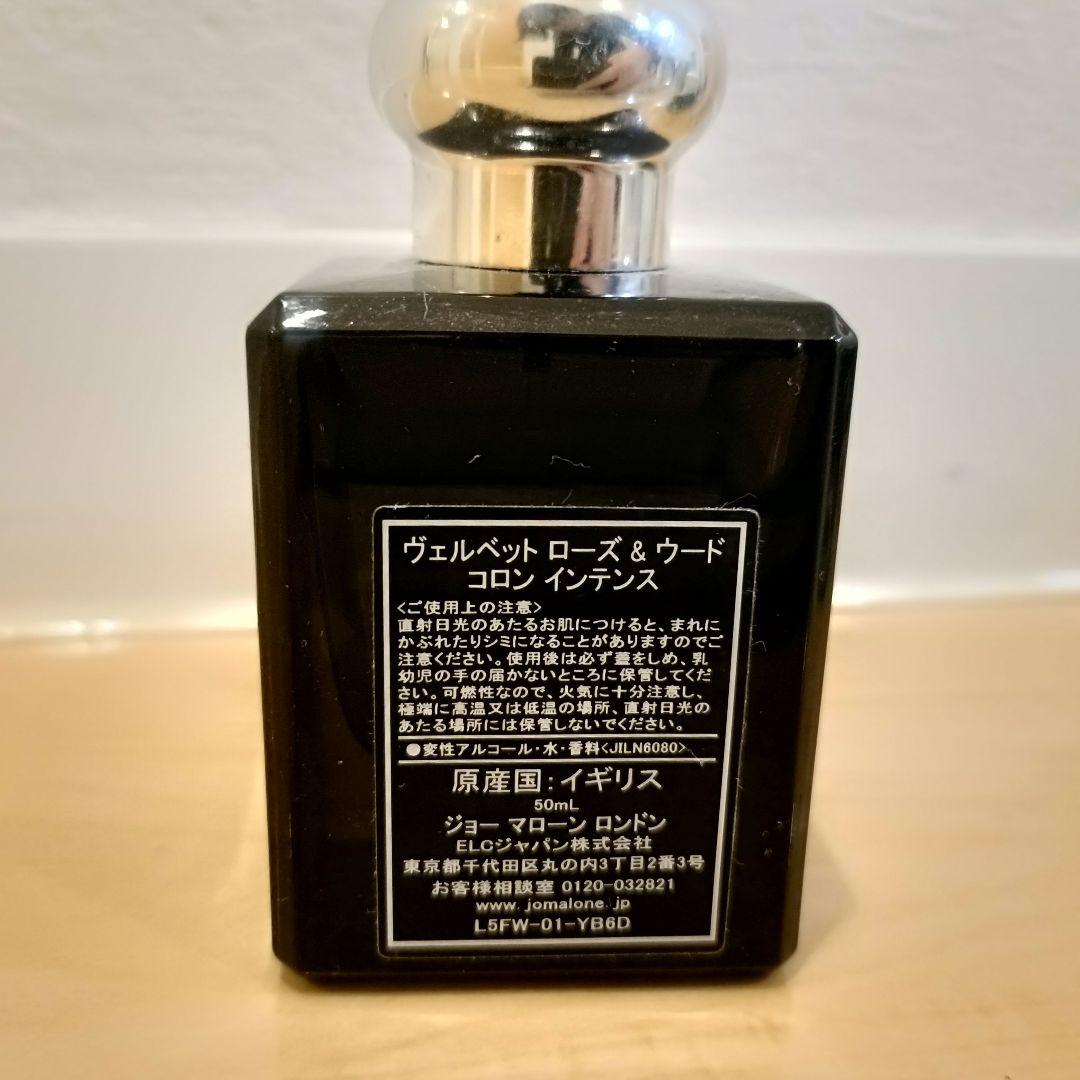 ヴェルベット ローズ & ウード
コロン インテンス
<ご使用上の注意>
直射日光のあたるお肌につけると、まれに
かぶれたりシミになることがありますのでご
注意ください。使用後は必ず蓋をしめ、乳
幼児の手の届かないところに保管してくだ
さい。可燃性なので、火気に十分注意し、
極端に高温又は低温の場所、直射日光の
あたる場所には保管しないでください。
●変性アルコール・水・香料<JILN6080>
原産国:イギリス
50mL
ジョー マローン ロンドン
ELCジャパン株式会社
東京都千代田区丸の内3丁目2番3号
お客様相談室 0120-032821
www.jomalone.jp
L5FW-01-YB6D